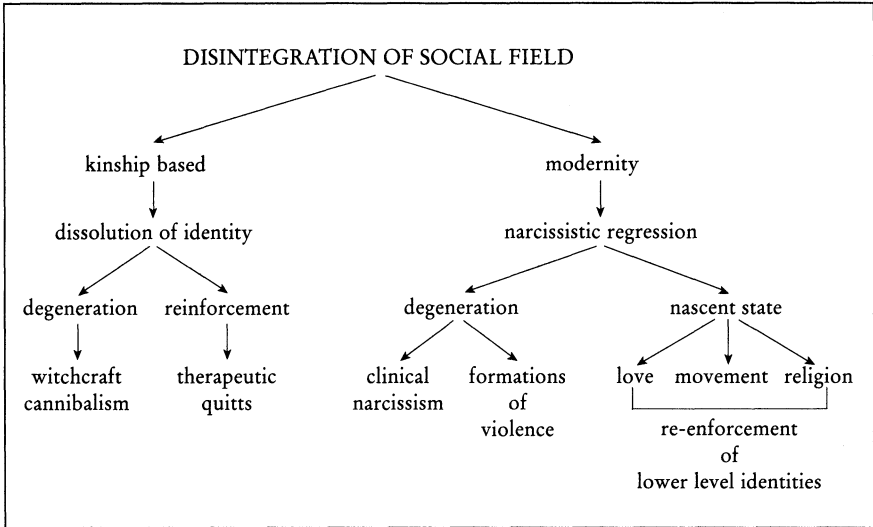 DISINTEGRATION OF SOCIAL FIELD
kinship based
modernity
dissolution of identity
narcissistic regression
degeneration
reinforcement
degeneration
nascent state
witchcraft
cannibalism
therapeutic
quitts
clinical
narcissism
formations
of
violence
love
movement
religion
re-enforcement
of
lower level identities